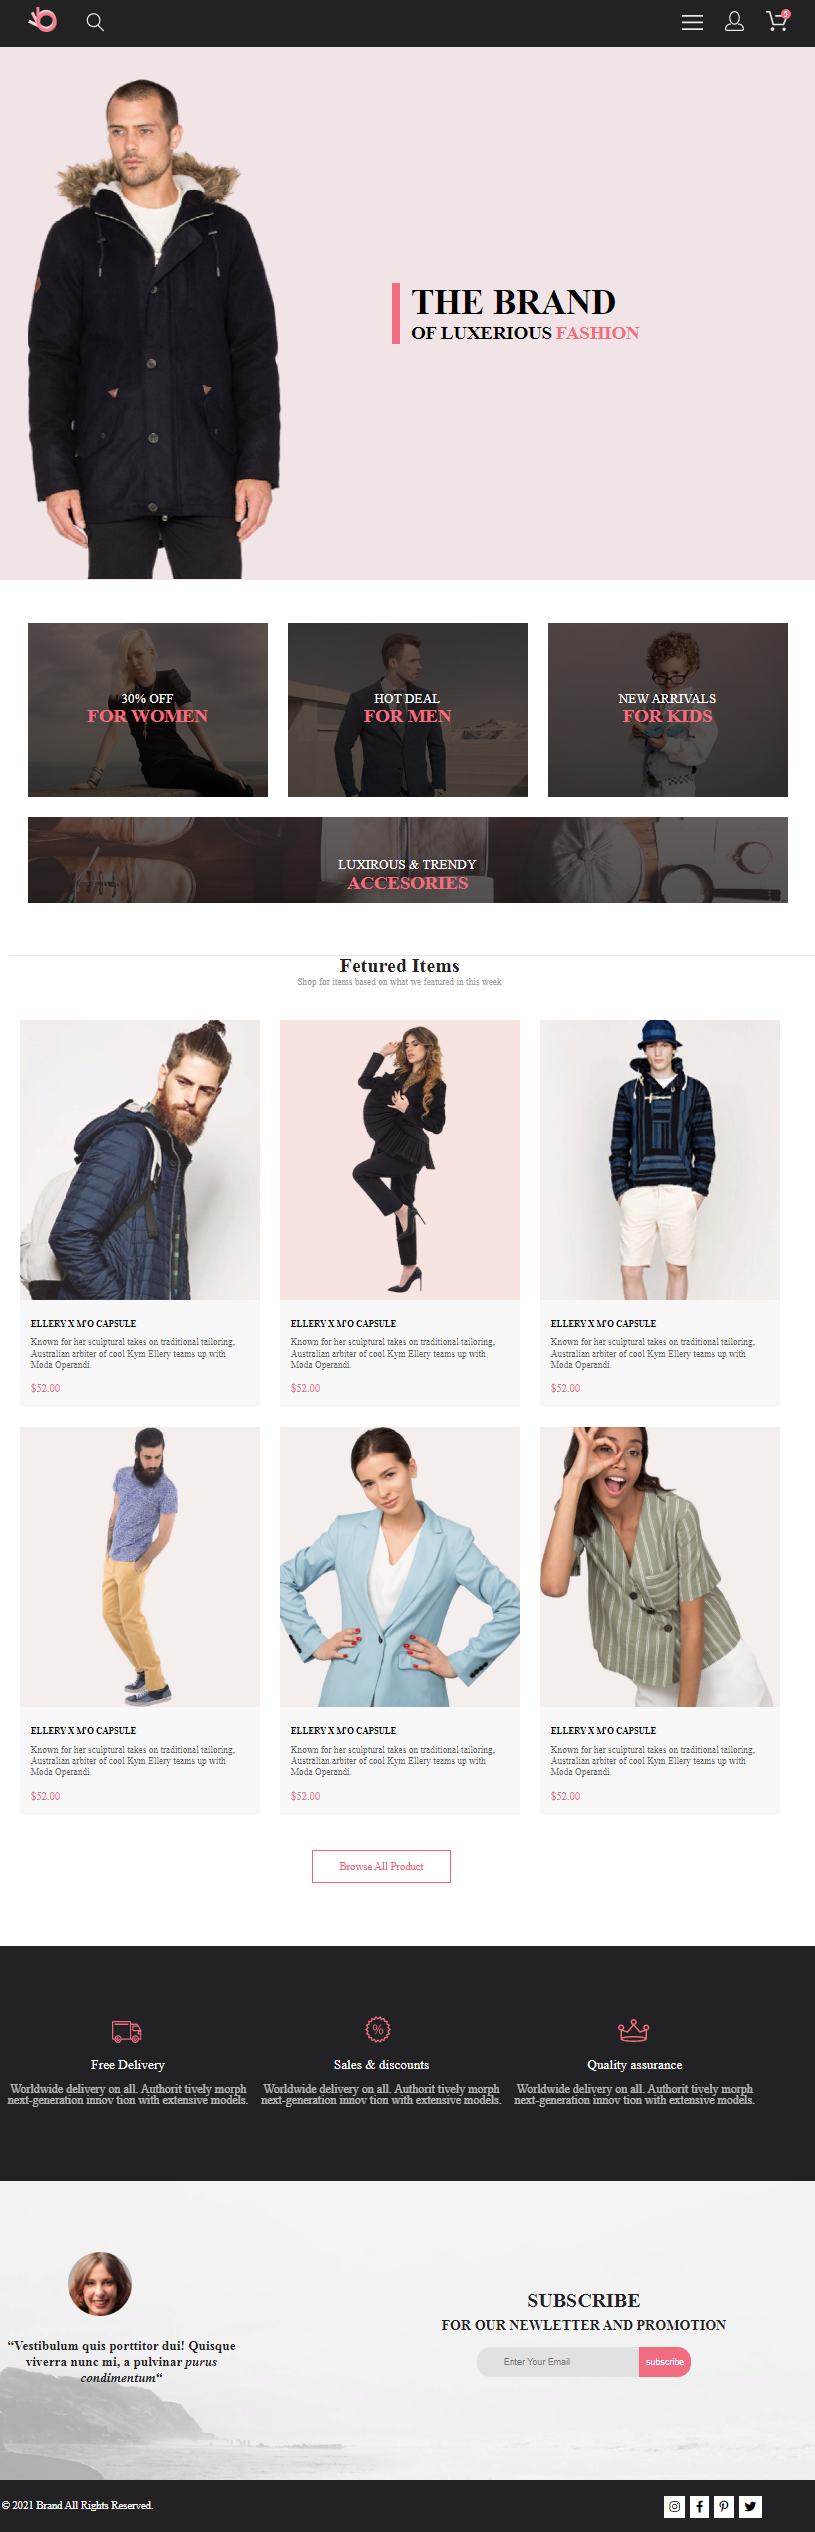 5
THE BRAND
OF LUXERIOUS FASHION
30% OFF
FOR WOMEN
HOT DEAL
FOR MEN
NEW ARRIVALS
FOR KIDS
LUXIROUS & TRENDY
ACCESORIES
Fetured Items
Shop for items based on what we featured in this week
ELLERY X M'O CAPSULE
Known for her sculptural takes on traditional tailoring,
Australian arbiter of cool Kym Ellery teams up with
Moda Operandi.
$52.00
ELLERY X M'O CAPSULE
Known for her sculptural takes on traditional tailoring,
Australian arbiter of cool Kym Ellery teams up with
Moda Operandi.
$52.00
ELLERY X M'O CAPSULE
Known for her sculptural takes on traditional tailoring,
Australian arbiter of cool Kym Ellery teams up with
Moda Operandi.
$52.00
ELLERY X M'O CAPSULE
Known for her sculptural takes on traditional tailoring,
Australian arbiter of cool Kym Ellery teams up with
Moda Operandi.
$52.00
ELLERY X M'O CAPSULE
Known for her sculptural takes on traditional tailoring,
Australian arbiter of cool Kym Ellery teams up with
Moda Operandi.
$52.00
ELLERY X M'O CAPSULE
Known for her sculptural takes on traditional tailoring,
Australian arbiter of cool Kym Ellery teams up with
Moda Operandi.
$52.00
Browse All Product
Free Delivery
Worldwide delivery on all. Authorit tively morph
next-generation innov tion with extensive models.
Sales & discounts
Worldwide delivery on all. Authorit tively morph
next-generation innov tion with extensive models.
Quality assurance
Worldwide delivery on all. Authorit tively morph
next-generation innov tion with extensive models.
“Vestibulum quis porttitor dui! Quisque
viverra nunc mi, a pulvinar purus
condimentum“
SUBSCRIBE
FOR OUR NEWLETTER AND PROMOTION
Enter Your Email
subscribe
© 2021 Brand All Rights Reserved.